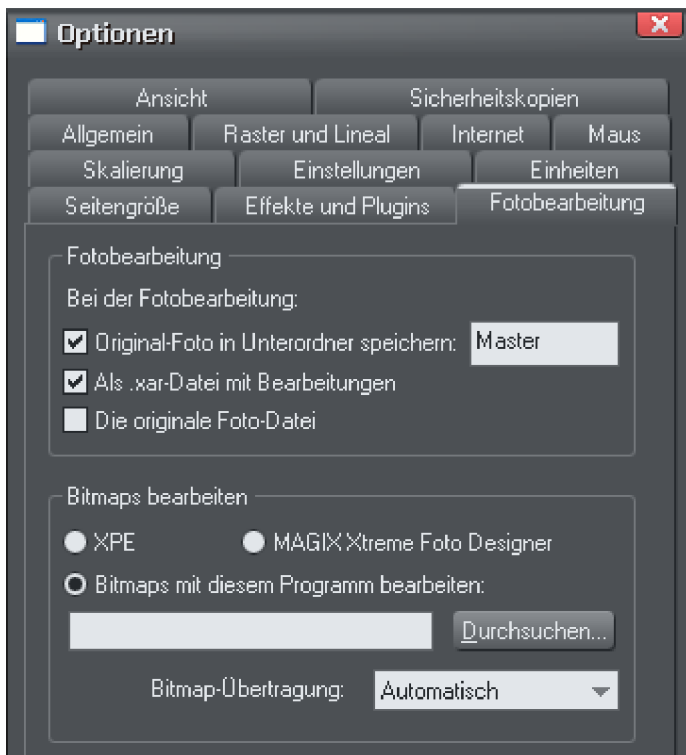 Optionen
Ansicht Sicherheitskopien
Allgemein Raster und Lineal Internet Maus
Skalierung Einstellungen Einheiten
Seitengröße Effekte und Plugins Fotobearbeitung
Fotobearbeitung
Bei der Fotobearbeitung:
Original-Foto in Unterordner speichern: Master
Als .xar-Datei mit Bearbeitungen
Die originale Foto-Datei
Bitmaps bearbeiten
XPE MAGIX Xtreme Foto Designer
Bitmaps mit diesem Programm bearbeiten:
Durchsuchen...
Bitmap-Übertragung: Automatisch